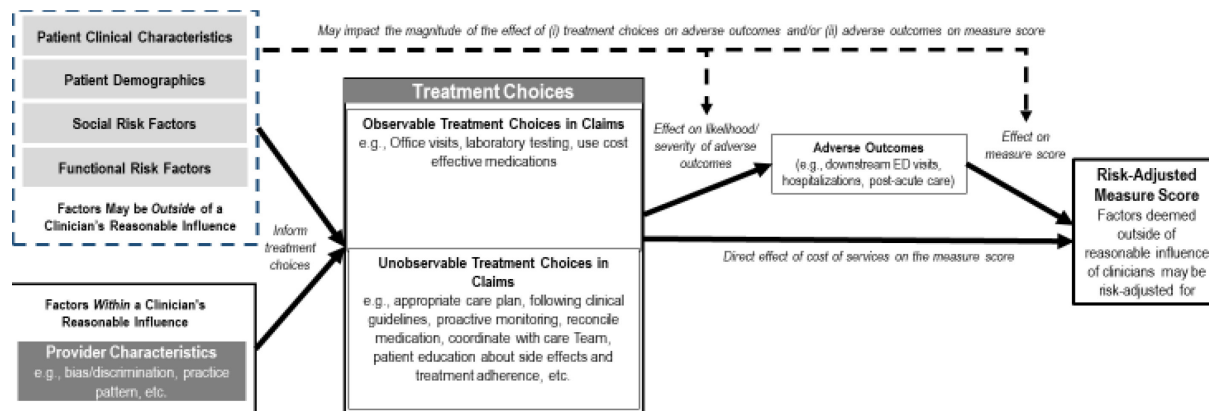 Patient Clinical Characteristics
Patient Demographics
Social Risk Factors
Functional Risk Factors
Factors May be Outside of a
Clinician's Reasonable Influence
Factors Within a Clinician's
Reasonable Influence
Provider Characteristics
e.g., bias/discrimination, practice
pattern, etc.
Inform
treatment
choices
May impact the magnitude of the effect of (i) treatment choices on adverse outcomes and/or (ii) adverse outcomes on measure score
Treatment Choices
Observable Treatment Choices in Claims
e.g., Office visits, laboratory testing, use cost
effective medications
Unobservable Treatment Choices in
Claims
e.g., appropriate care plan, following clinical
guidelines, proactive monitoring, reconcile
medication, coordinate with care Team,
patient education about side effects and
treatment adherence, etc.
Effect on likelihood/
severity of adverse
outcomes
Adverse Outcomes
(e.g., downstream ED visits,
hospitalizations, post-acute care)
Effect on
measure score
Direct effect of cost of services on the measure score
Risk-Adjusted
Measure Score
Factors deemed
outside of
reasonable influence
of clinicians may be
risk-adjusted for